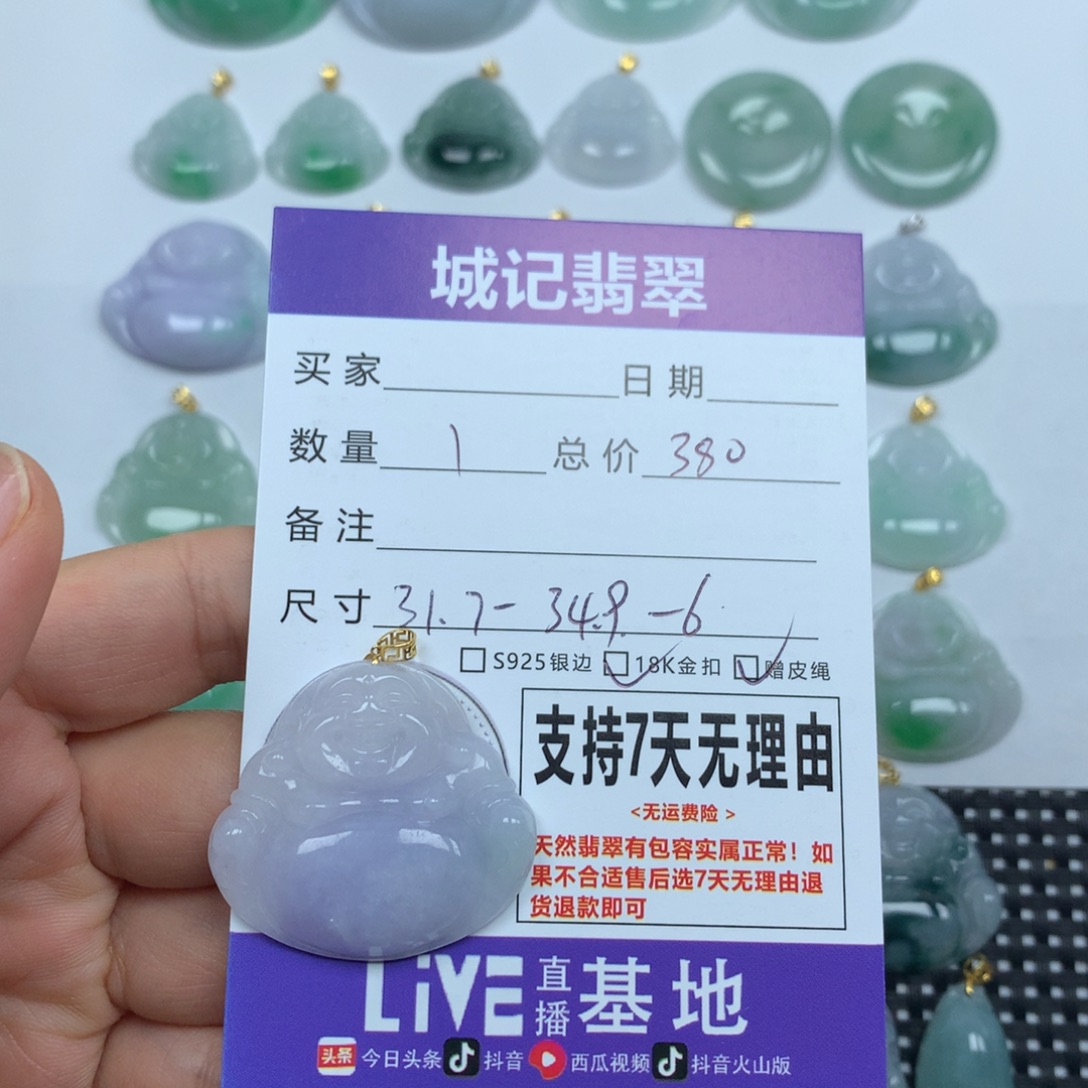 城记翡翠
买家 日期
数量 1 总价 380
备注
尺寸 31.7-34.9-6
S925银边 18K金扣 赠皮绳
支持7天无理由
<无运费险>
天然翡翠有包容实属正常！如
果不合适售后选7天无理由退
货退款即可
LiVE 直播 基地
头条 今日头条 抖音 西瓜视频 抖音火山版